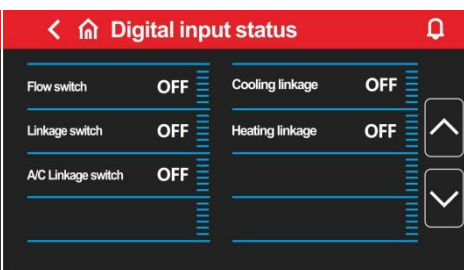 Digital input status
Flow switch OFF Cooling linkage OFF
Linkage switch OFF Heating linkage OFF
A/C Linkage switch OFF